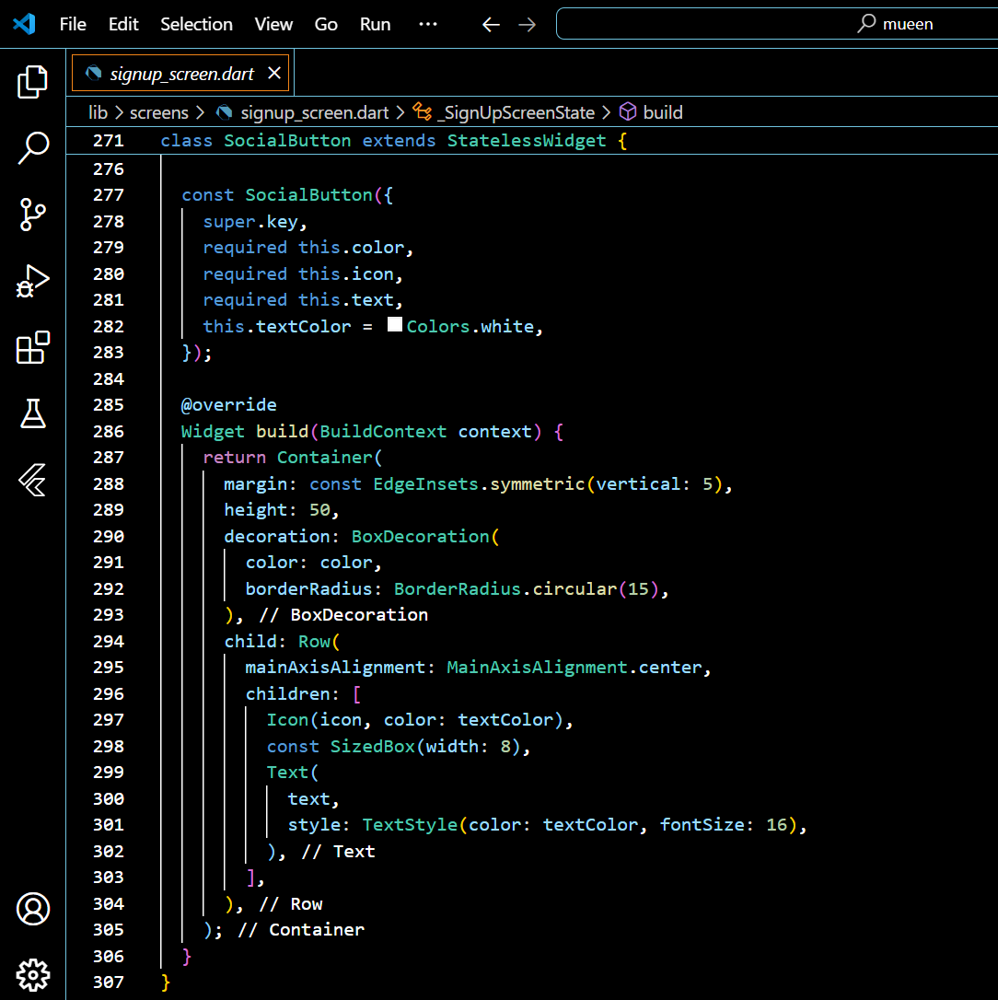 File Edit Selection View Go Run ··· ← → mueen
signup_screen.dart ×
lib > screens > signup_screen.dart > _SignUpScreenState > build
271 class SocialButton extends StatelessWidget {
276
277 const SocialButton({
278 super.key,
279 required this.color,
280 required this.icon,
281 required this.text,
282 this.textColor = Colors.white,
283 });
284
285 @override
286 Widget build(BuildContext context) {
287 return Container(
288 margin: const EdgeInsets.symmetric(vertical: 5),
289 height: 50,
290 decoration: BoxDecoration(
291 color: color,
292 borderRadius: BorderRadius.circular(15),
293 ), // BoxDecoration
294 child: Row(
295 mainAxisAlignment: MainAxisAlignment.center,
296 children: [
297 Icon(icon, color: textColor),
298 const SizedBox(width: 8),
299 Text(
300 text,
301 style: TextStyle(color: textColor, fontSize: 16),
302 ), // Text
303 ],
304 ), // Row
305 ); // Container
306 }
307 }